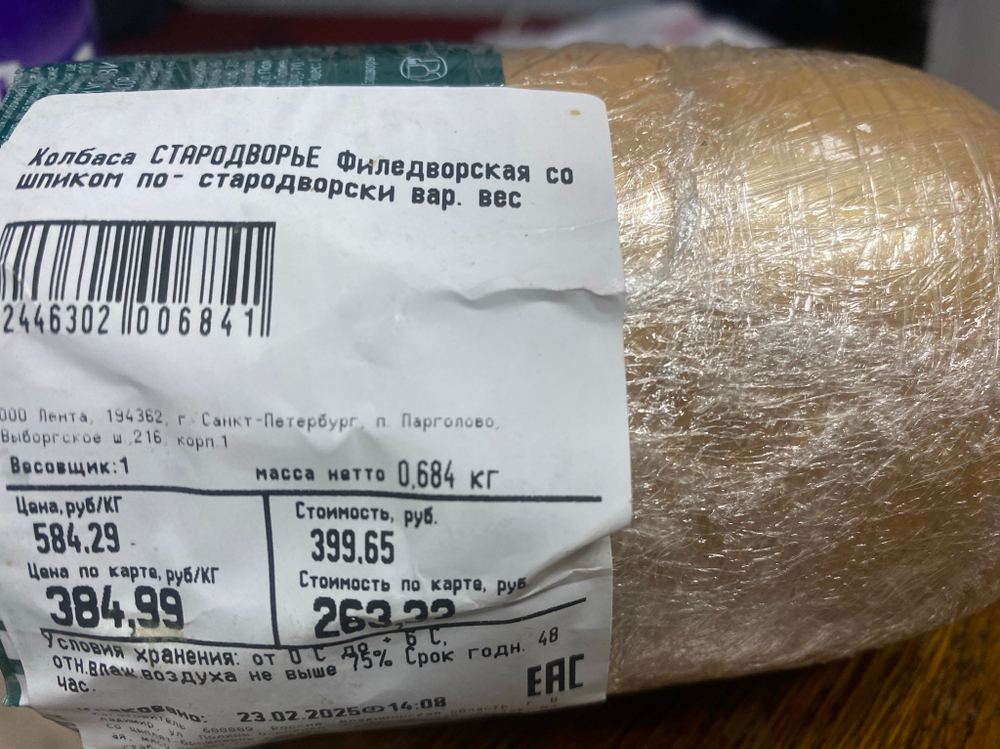 Колбаса СТАРОДВОРЬЕ Филедворская со
шпиком по- стародворски вар. вес
2446302 006841
ООО Лента, 194362, г. Санкт-Петербург, п. Парголово,
Выборгское ш,216, корп.1
Весовщик:1
масса нетто 0,684 кг
Цена,руб/КГ
584.29
Стоимость, руб.
399.65
Цена по карте,руб/КГ
384,99
Стоимость по карте, руб
263,33
Условия хранения: от 0 С до + 6 С,
отн.влаж.воздуха не выше 75% Срок годн. 48
час.
EAC
23.02.2025 14:08